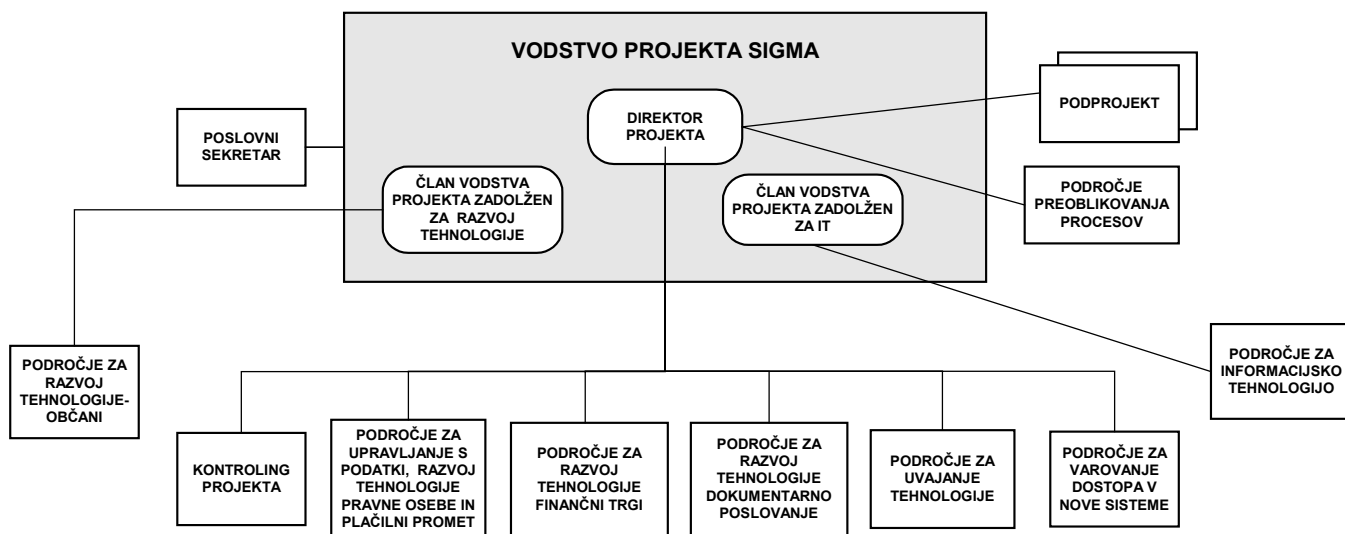 VODSTVO PROJEKTA SIGMA
DIREKTOR
PROJEKTA
PODPROJEKT
POSLOVNI
SEKRETAR
ČLAN VODSTVA
PROJEKTA ZADOLŽEN
ZA RAZVOJ
TEHNOLOGIJE
ČLAN VODSTVA
PROJEKTA ZADOLŽEN
ZA IT
PODROČJE
PREOBLIKOVANJA
PROCESOV
PODROČJE ZA
RAZVOJ
TEHNOLOGIJE-
OBČANI
PODROČJE ZA
INFORMACIJSKO
TEHNOLOGIJO
KONTROLING
PROJEKTA
PODROČJE ZA
UPRAVLJANJE S
PODATKI, RAZVOJ
TEHNOLOGIJE
PRAVNE OSEBE IN
PLAČILNI PROMET
PODROČJE ZA
RAZVOJ
TEHNOLOGIJE
FINANČNI TRGI
PODROČJE ZA
RAZVOJ
TEHNOLOGIJE
DOKUMENTARNO
POSLOVANJE
PODROČJE ZA
UVAJANJE
TEHNOLOGIJE
PODROČJE ZA
VAROVANJE
DOSTOPA V
NOVE SISTEME